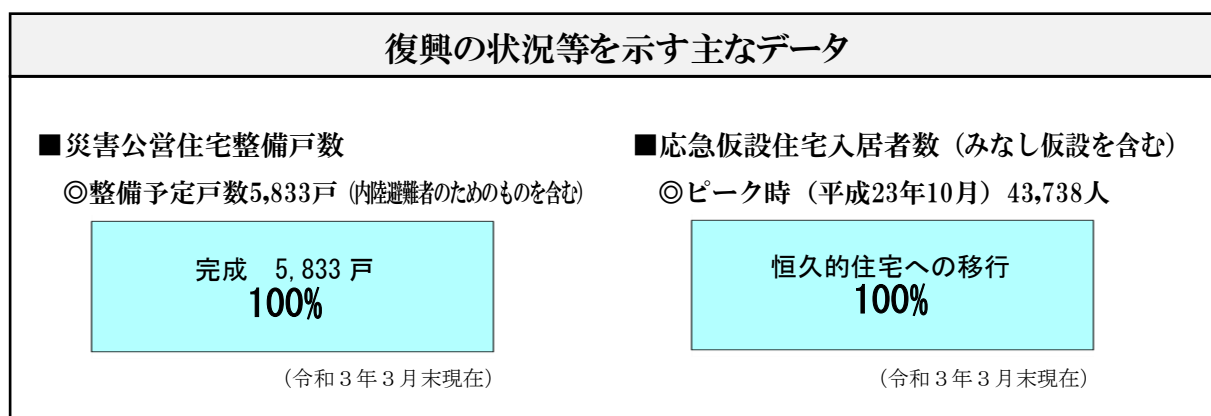 復興の状況等を示す主なデータ
■災害公営住宅整備戸数
◎整備予定戸数5,833戸（内陸避難者のためのものを含む）
完成　5,833戸
100%
（令和３年３月末現在）
■応急仮設住宅入居者数（みなし仮設を含む）
◎ピーク時（平成23年10月）43,738人
恒久的住宅への移行
100%
（令和３年３月末現在）